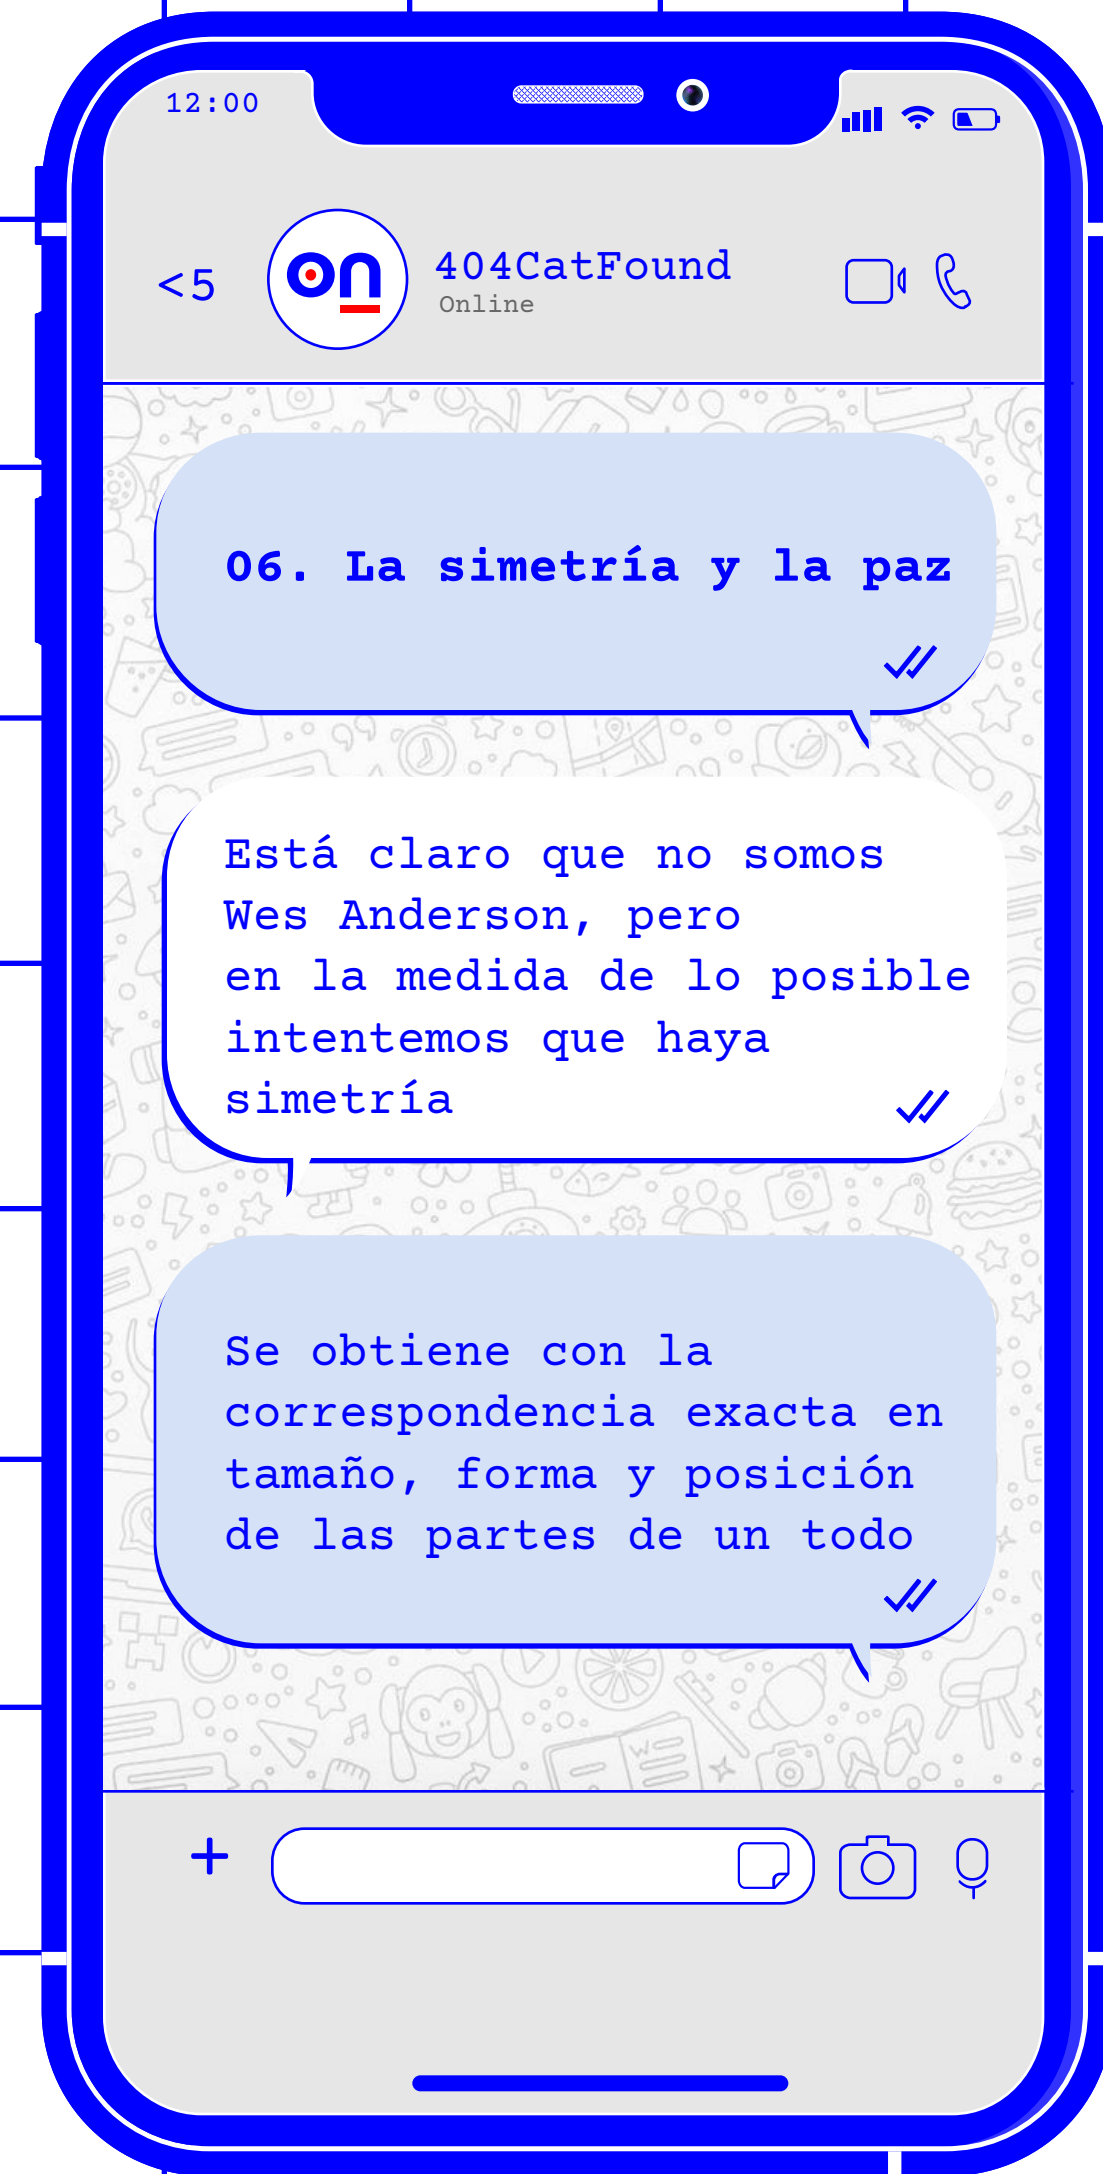 12:00
<5
on
404CatFound
Online
06. La simetría y la paz
Está claro que no somos
Wes Anderson, pero
en la medida de lo posible
intentemos que haya
simetría
Se obtiene con la
correspondencia exacta en
tamaño, forma y posición
de las partes de un todo